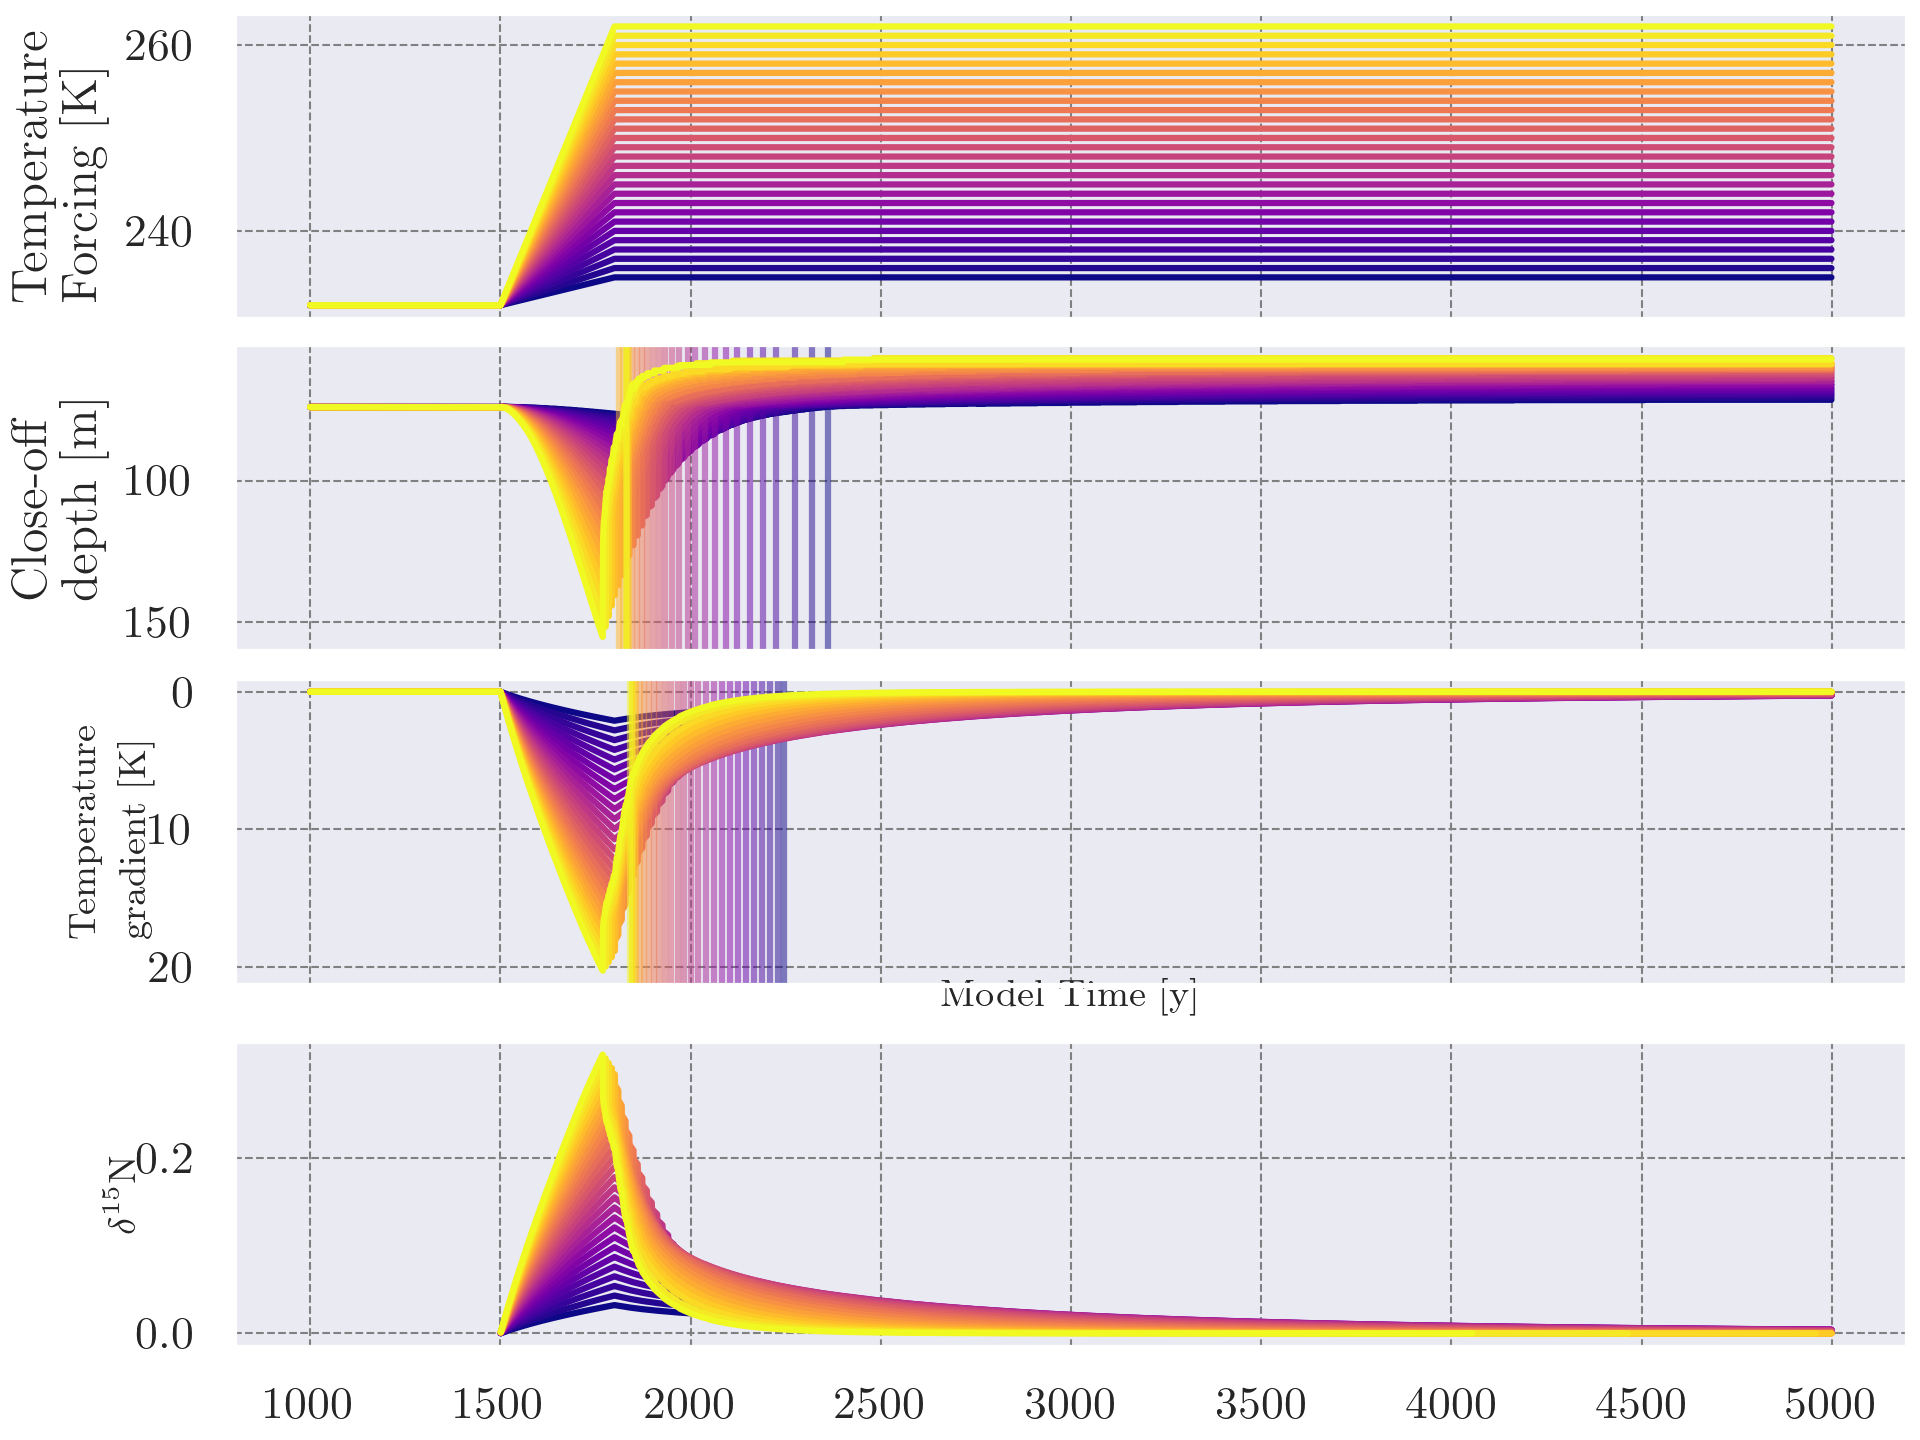 Temperature
Forcing [K]
260
240
Close-off
depth [m]
100
150
Temperature
gradient [K]
0
10
20
Model Time [y]
δ¹⁵N
0.2
0.0
1000 1500 2000 2500 3000 3500 4000 4500 5000